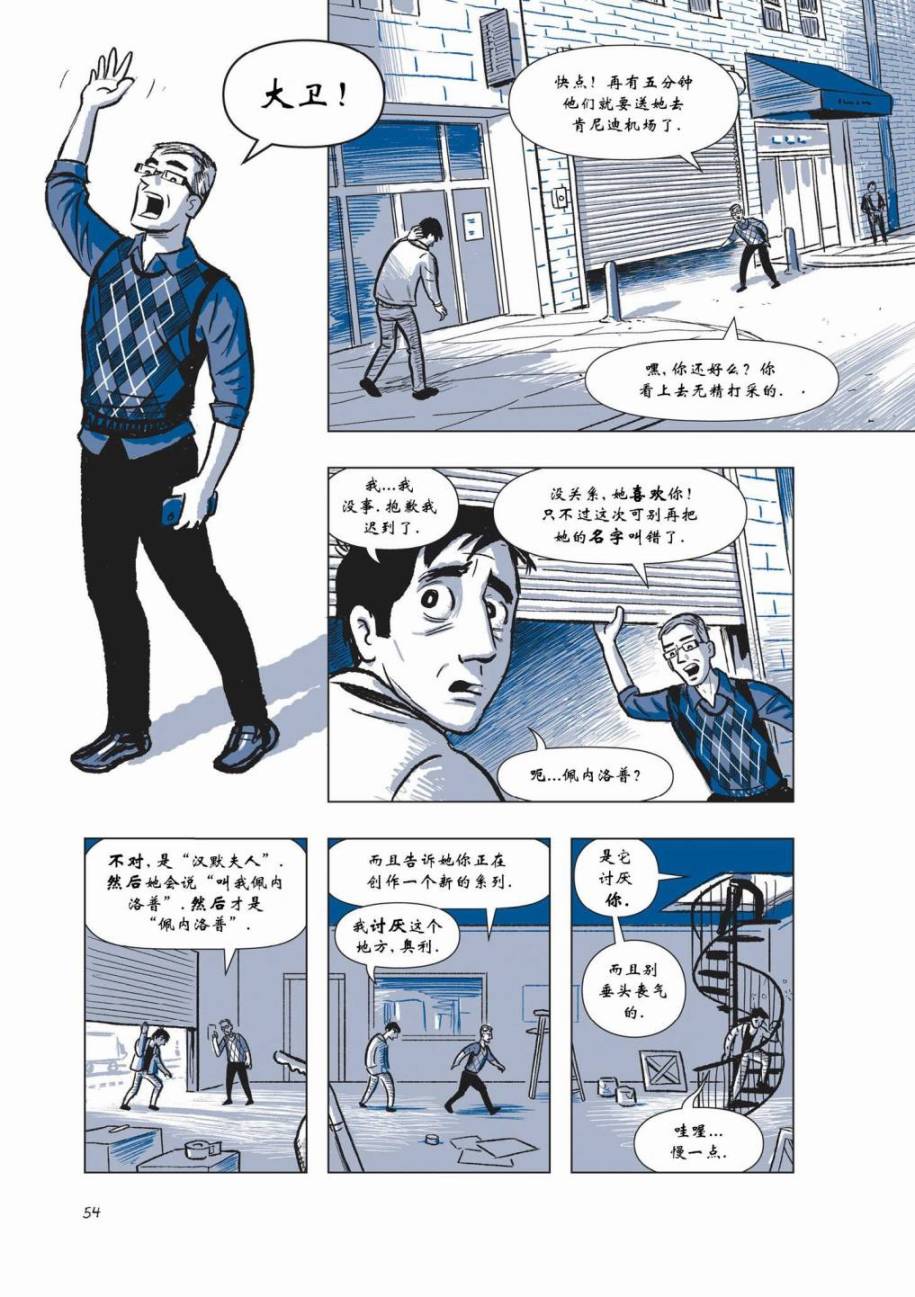 大卫！
快点！再有五分钟
他们就要送她去
肯尼迪机场了.
嘿,你还好么？你
看上去无精打采的. .
我...我
没事.抱歉我
迟到了.
没关系,她喜欢你！
只不过这次可别再把
她的名字叫错了.
呃...佩内洛普？
不对,是“汉默夫人”.
然后她会说“叫我佩内
洛普”.然后才是
“佩内洛普”.
而且告诉她你正在
创作一个新的系列.
我讨厌这个
地方,奥利.
是它
讨厌
你.
而且别
垂头丧气
的.
哇喔...
慢一点.
54